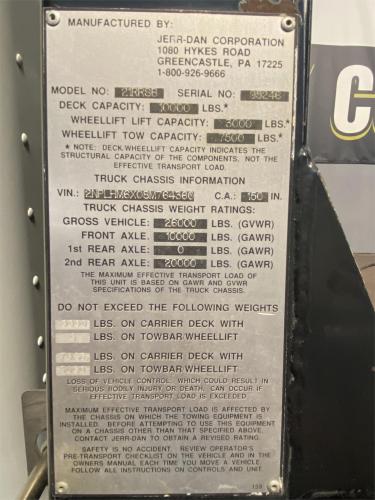 MANUFACTURED BY:
JERR-DAN CORPORATION
1080 HYKES ROAD
GREENCASTLE, PA 17225
1-800-926-9666
MODEL NO: SERIAL NO:
DECK CAPACITY: 10000 LBS.*
WHEELLIFT LIFT CAPACITY: 3000 LBS.*
WHEELLIFT TOW CAPACITY: 7500 LBS.*
* NOTE: DECK/WHEELLIFT CAPACITY INDICATES THE
STRUCTURAL CAPACITY OF THE COMPONENTS, NOT THE
EFFECTIVE TRANSPORT LOAD.
TRUCK CHASSIS INFORMATION
VIN.: C.A.: 150 IN.
TRUCK CHASSIS WEIGHT RATINGS:
GROSS VEHICLE: 26000 LBS. (GVWR)
FRONT AXLE: 10000 LBS. (GAWR)
1st REAR AXLE: 0 LBS. (GAWR)
2nd REAR AXLE: 20000 LBS. (GAWR)
THE MAXIMUM EFFECTIVE TRANSPORT LOAD OF
THIS UNIT IS BASED ON GAWR AND GVWR
SPECIFICATIONS OF THE TRUCK CHASSIS.
DO NOT EXCEED THE FOLLOWING WEIGHTS
LBS. ON CARRIER DECK WITH
LBS. ON TOWBAR/WHEELLIFT
LBS. ON CARRIER DECK WITH
LBS. ON TOWBAR/WHEELLIFT
LOSS OF VEHICLE CONTROL, WHICH COULD RESULT IN
SERIOUS BODILY INJURY OR DEATH, CAN OCCUR IF
EFFECTIVE TRANSPORT LOAD IS EXCEEDED.
MAXIMUM EFFECTIVE TRANSPORT LOAD IS AFFECTED BY
THE CHASSIS ON WHICH THE TOWING EQUIPMENT IS
INSTALLED. BEFORE ATTEMPTING TO USE THIS EQUIPMENT
ON A CHASSIS OTHER THAN THAT SPECIFIED ABOVE,
CONTACT JERR-DAN TO OBTAIN A REVISED RATING.
SAFETY IS NO ACCIDENT. REVIEW OPERATOR'S
PRE-TRANSPORT CHECKLIST ON THE VEHICLE AND IN THE
OWNERS MANUAL EACH TIME YOU MOVE A VEHICLE.
FOLLOW ALL INSTRUCTIONS ON CONTROLS AND UNIT.
159